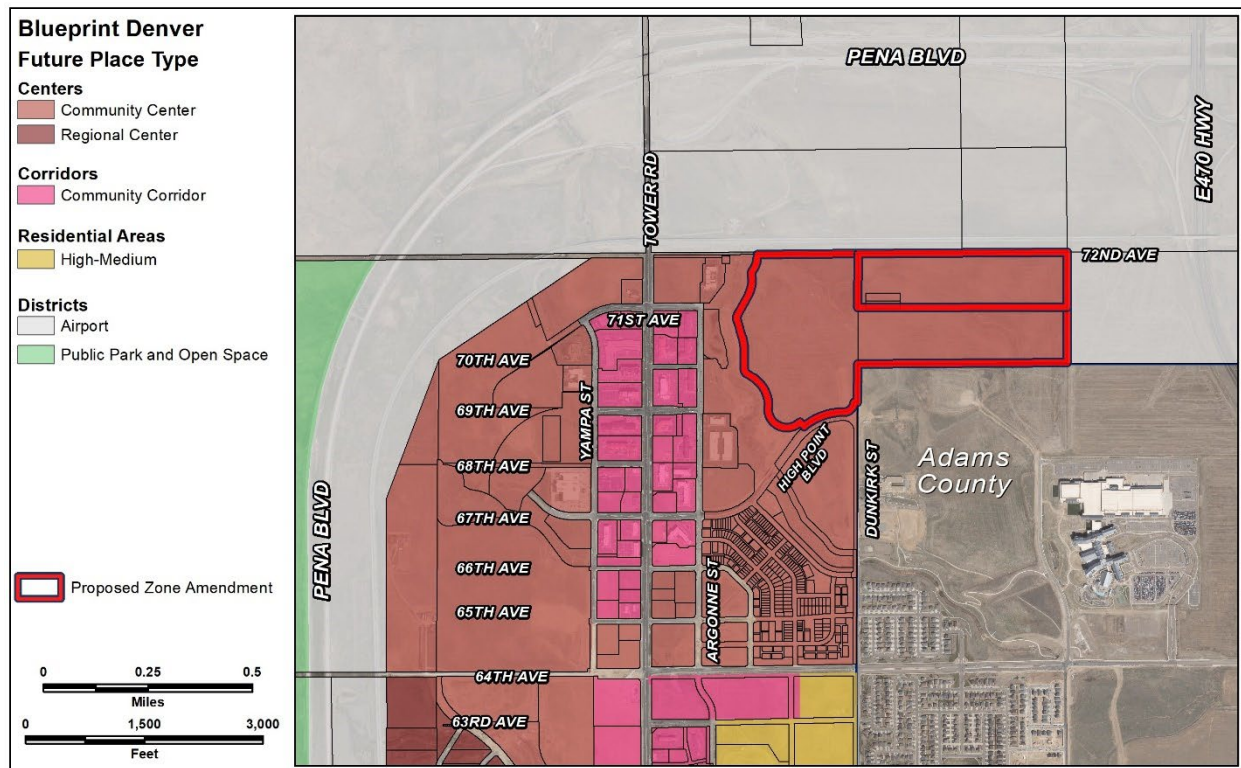 Blueprint Denver
Future Place Type
Centers
Community Center
Regional Center
Corridors
Community Corridor
Residential Areas
High-Medium
Districts
Airport
Public Park and Open Space
Proposed Zone Amendment
0 0.25 0.5
Miles
0 1,500 3,000
Feet
PENA BLVD
E470 HWY
TOWER RD
72ND AVE
71ST AVE
70TH AVE
69TH AVE
YAMPA ST
HIGH POINT
BLVD
68TH AVE
DUNKIRK ST
Adams
County
67TH AVE
PENA BLVD
66TH AVE
65TH AVE
ARGONNE ST
64TH AVE
63RD AVE